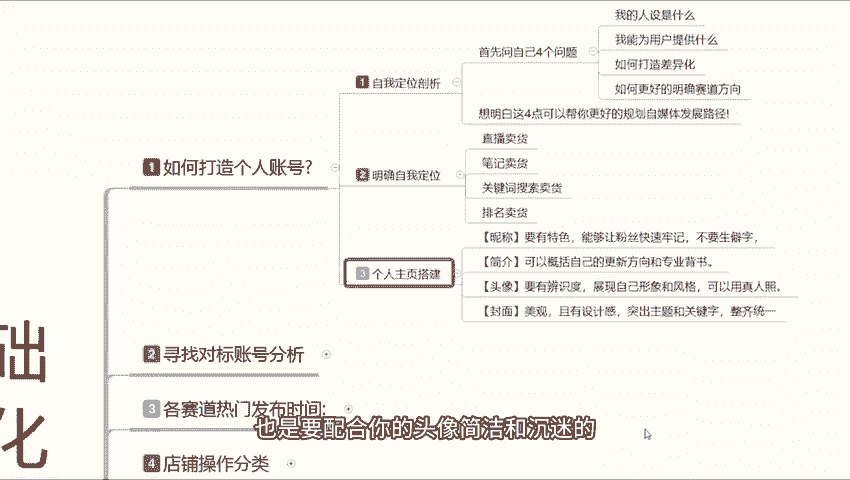 我的人设是什么
我能为用户提供什么
首先问自己4个问题
如何打造差异化
1 自我定位剖析
如何更好的明确赛道方向
想明白这4点可以帮你更好的规划自媒体发展路径!
直播卖货
1 如何打造个人账号?
笔记卖货
2 明确自我定位
关键词搜素卖货
排名卖货
【昵称】要有特色，能够让粉丝快速牢记，不要生僻字，
【简介】可以概括自己的更新方向和专业背书。
3 个人主页搭建
【头像】要有辨识度，展现自己形象和风格，可以用真人照。
【封面】美观，且有设计感，突出主题和关键字，整齐统一
础
2 寻找对标账号分析
3 各赛道热门发布时间:
也是要配合你的头像简洁和沉迷的
化
4 店铺操作分类